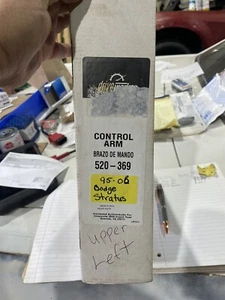 CONTROL
ARM
BRAZO DE MANDO
520-369
95-06
Dodge
Stratus
upper
Left